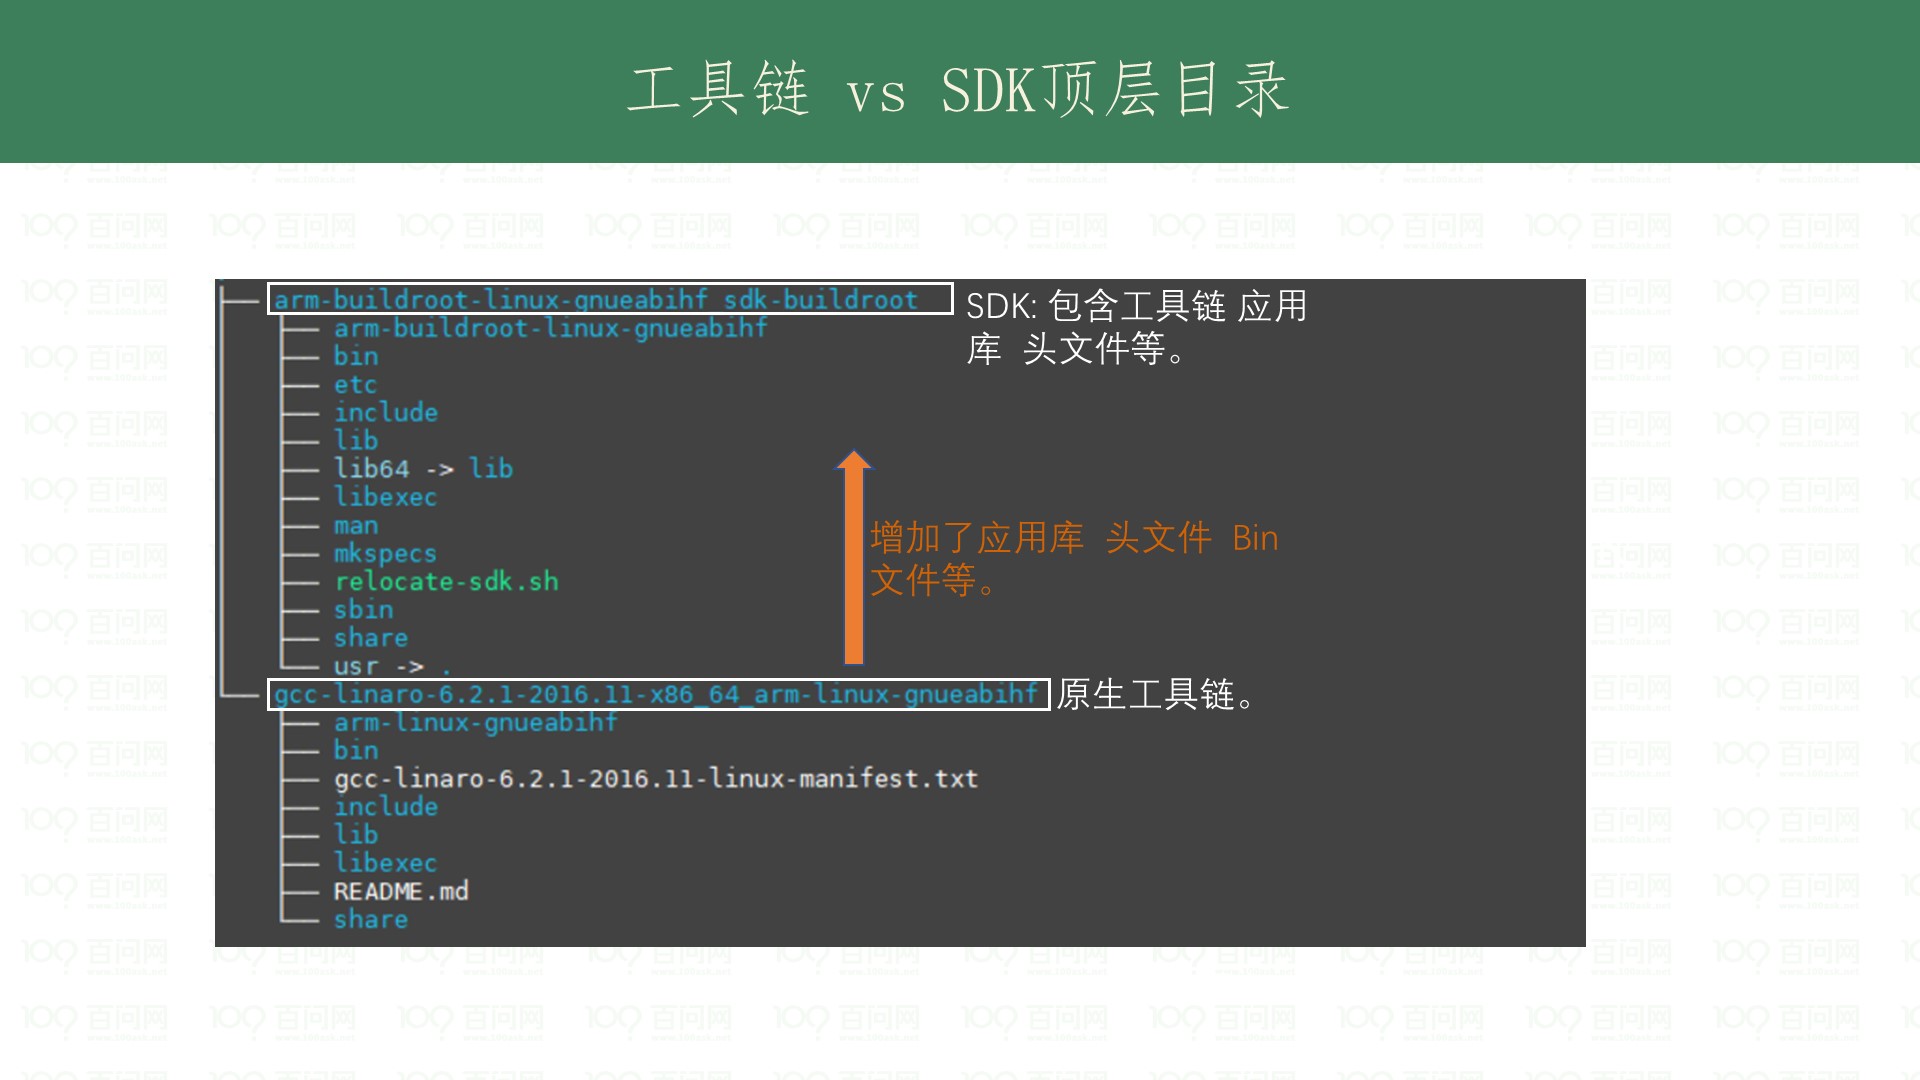 工具链 vs SDK顶层目录
├── arm-buildroot-linux-gnueabihf_sdk-buildroot
SDK: 包含工具链 应用
库 头文件等。
├── arm-buildroot-linux-gnueabihf
├── bin
├── etc
├── include
├── lib
├── lib64 -> lib
├── libexec
├── man
├── mkspecs
├── relocate-sdk.sh
├── sbin
├── share
└── usr -> .
增加了应用库 头文件 Bin
文件等。
└── gcc-linaro-6.2.1-2016.11-x86_64_arm-linux-gnueabihf
原生工具链。
├── arm-linux-gnueabihf
├── bin
├── gcc-linaro-6.2.1-2016.11-linux-manifest.txt
├── include
├── lib
├── libexec
├── README.md
└── share
百问网
www.100ask.net